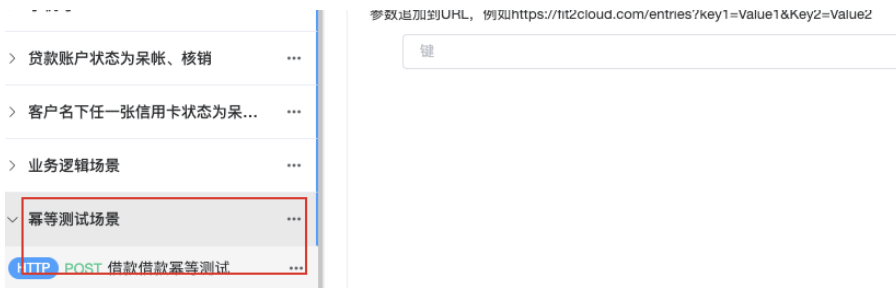 参数追加到URL，例如https://fit2cloud.com/entries?key1=Value1&Key2=Value2
键
> 贷款账户状态为呆帐、核销 ...
> 客户名下任一张信用卡状态为呆... ...
> 业务逻辑场景 ...
幂等测试场景 ...
HTTP POST 借款借款幂等测试 ...